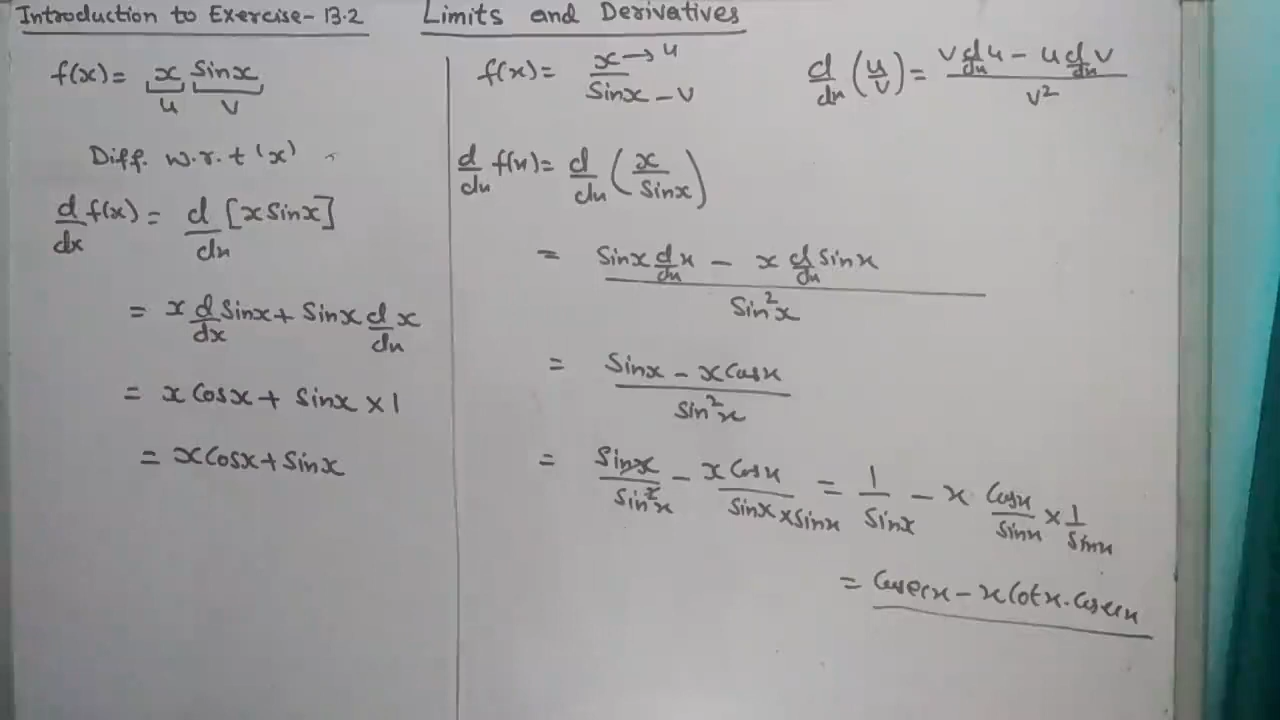 Introduction to Exercise-13.2 Limits and Derivatives
f(x) = x sinx
u v
Diff. w.r.t 'x'
d/dx f(x) = d/dx [x sinx]
= x d/dx sinx + sinx d/dx x
= x cosx + sinx × 1
= x cosx + sinx
f(x) = x → u / sinx - v
d/dx (u/v) = v d/dx u - u d/dx v / v²
d/dx f(x) = d/dx (x/sinx)
= sinx d/dx x - x d/dx sinx / sin²x
= sinx - x cosx / sin²x
= sinx/sin²x - x cosx/sinx × sinx = 1/sinx - x cosx/sinx × 1/sinx
= cosecx - x cotx . cosecx